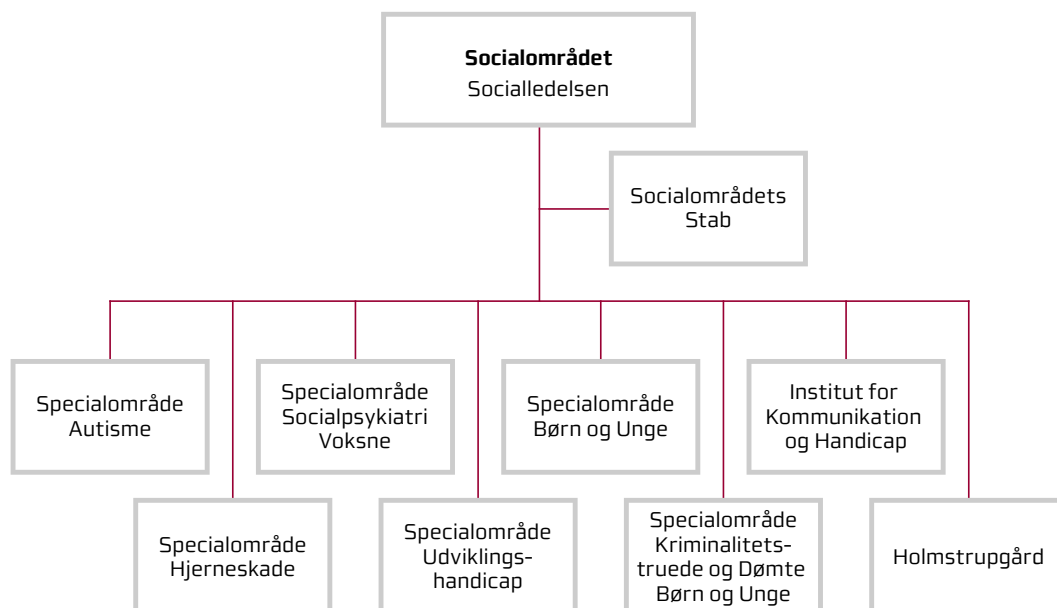 Socialområdet
Socialledelsen
Socialområdets
Stab
Specialområde
Autisme
Specialområde
Socialpsykiatri
Voksne
Specialområde
Børn og Unge
Institut for
Kommunikation
og Handicap
Specialområde
Hjerneskade
Specialområde
Udviklings-
handicap
Specialområde
Kriminalitets-
truede og Dømte
Børn og Unge
Holmstrupgård